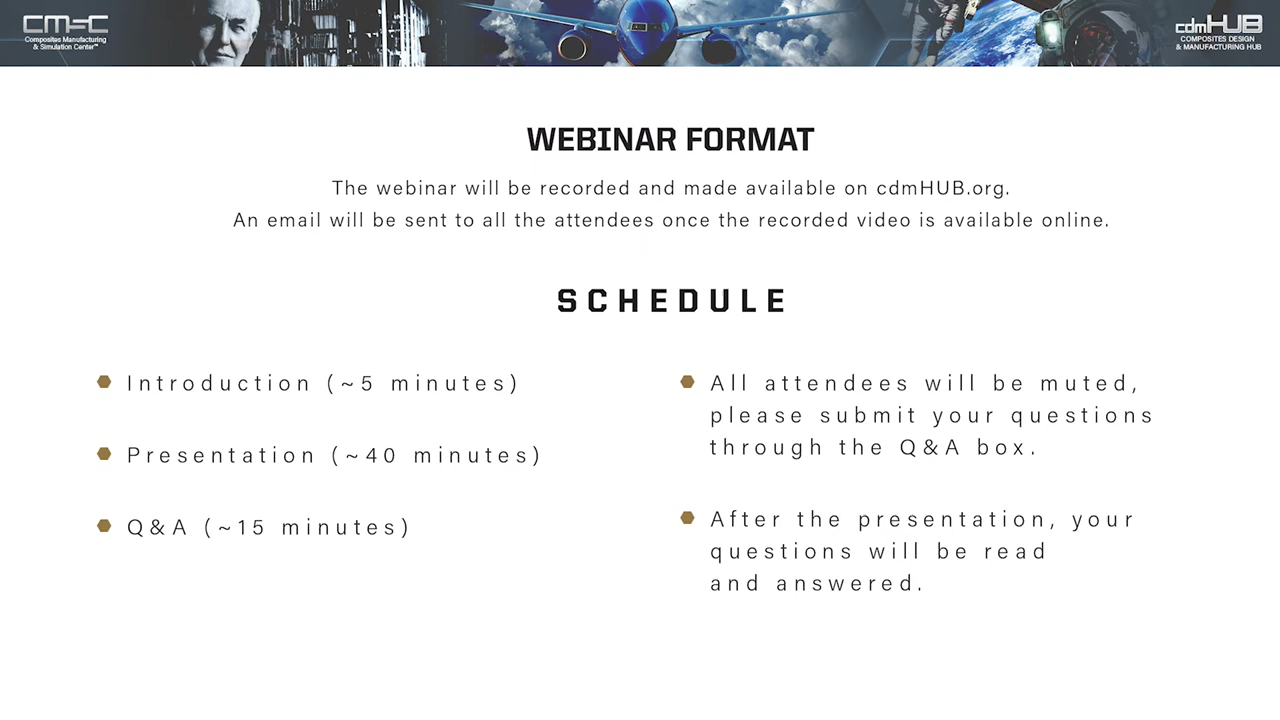 CMSC
Composites Manufacturing
& Simulation Center™
cdmHUB
COMPOSITES DESIGN
& MANUFACTURING HUB
WEBINAR FORMAT
The webinar will be recorded and made available on cdmHUB.org.
An email will be sent to all the attendees once the recorded video is available online.
SCHEDULE
Introduction (~5 minutes)
Presentation (~40 minutes)
Q&A (~15 minutes)
All attendees will be muted,
please submit your questions
through the Q&A box.
After the presentation, your
questions will be read
and answered.